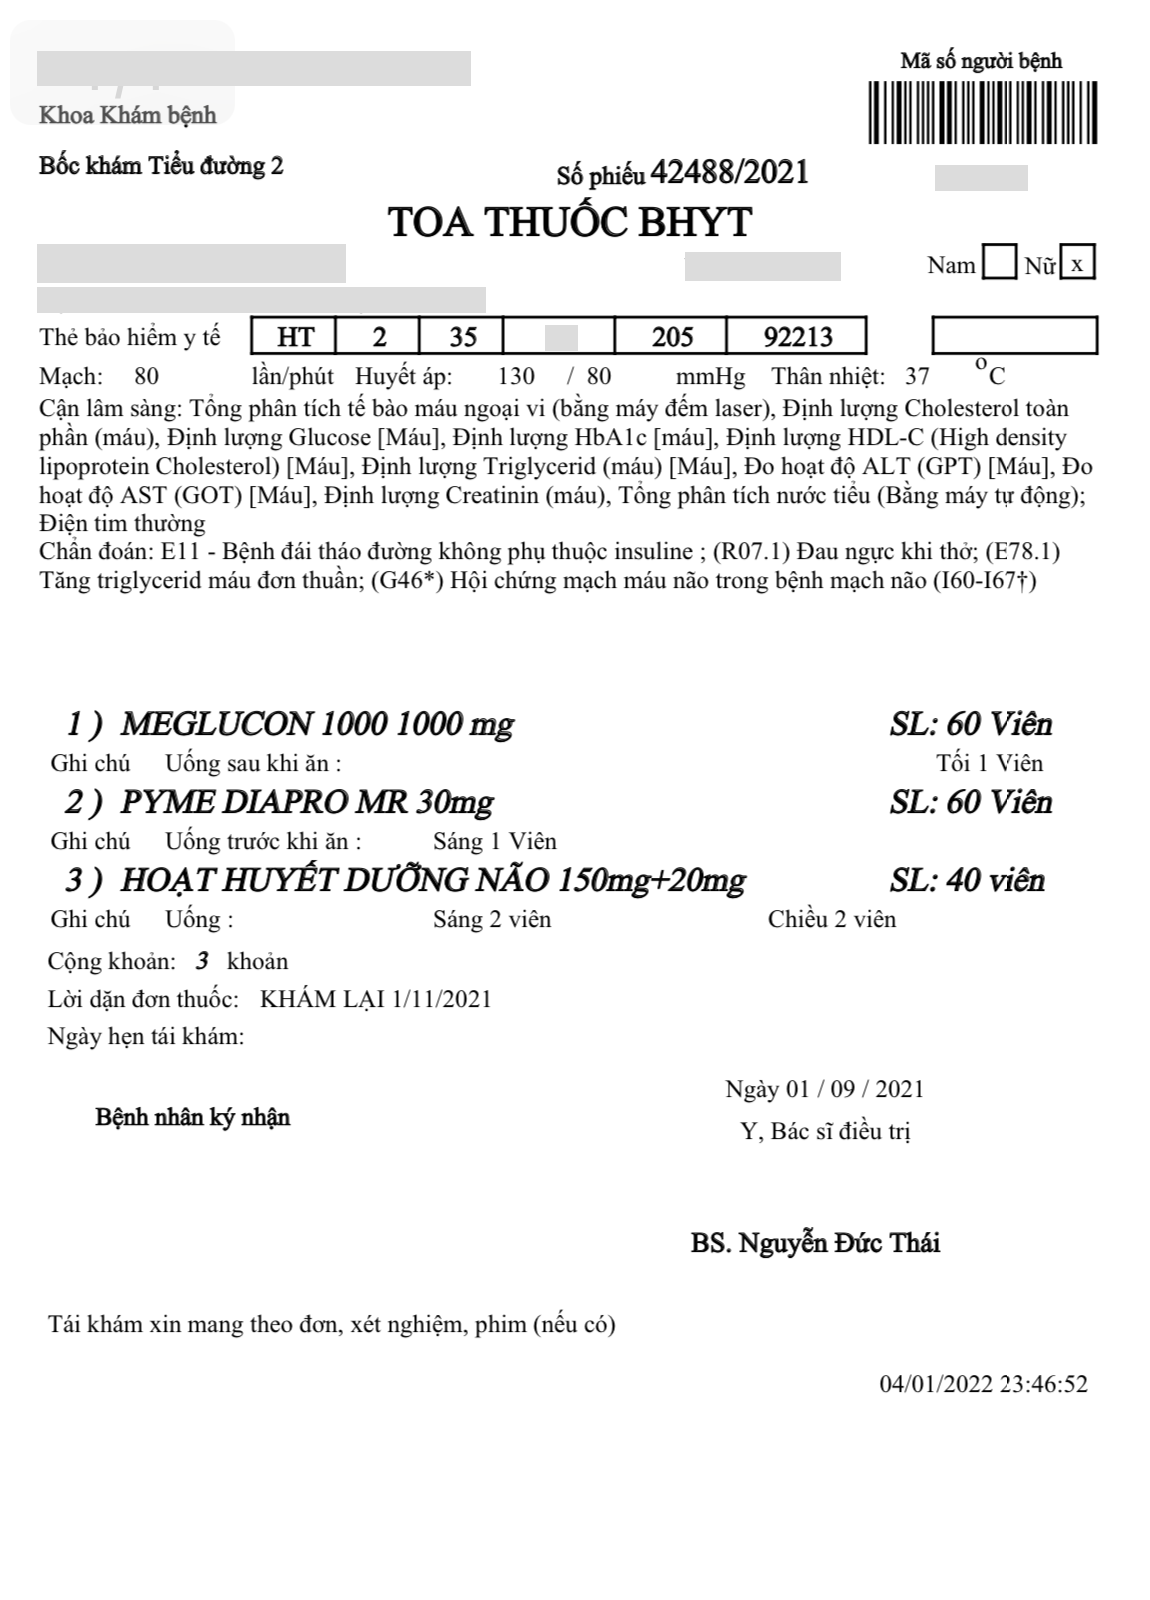 Mã số người bệnh
Khoa Khám bệnh
Bốc khám Tiểu đường 2
Số phiếu 42488/2021
TOA THUỐC BHYT
Nam Nữ x
Thẻ bảo hiểm y tế HT 2 35 205 92213
Mạch: 80 lần/phút Huyết áp: 130 / 80 mmHg Thân nhiệt: 37 °C
Cận lâm sàng: Tổng phân tích tế bào máu ngoại vi (bằng máy đếm laser), Định lượng Cholesterol toàn
phần (máu), Định lượng Glucose [Máu], Định lượng HbA1c [máu], Định lượng HDL-C (High density
lipoprotein Cholesterol) [Máu], Định lượng Triglycerid (máu) [Máu], Đo hoạt độ ALT (GPT) [Máu], Đo
hoạt độ AST (GOT) [Máu], Định lượng Creatinin (máu), Tổng phân tích nước tiểu (Bằng máy tự động);
Điện tim thường
Chẩn đoán: E11 - Bệnh đái tháo đường không phụ thuộc insuline ; (R07.1) Đau ngực khi thở; (E78.1)
Tăng triglycerid máu đơn thuần; (G46*) Hội chứng mạch máu não trong bệnh mạch não (I60-I67†)
1 ) MEGLUCON 1000 1000 mg SL: 60 Viên
Ghi chú Uống sau khi ăn : Tối 1 Viên
2 ) PYME DIAPRO MR 30mg SL: 60 Viên
Ghi chú Uống trước khi ăn : Sáng 1 Viên
3 ) HOẠT HUYẾT DƯỠNG NÃO 150mg+20mg SL: 40 viên
Ghi chú Uống : Sáng 2 viên Chiều 2 viên
Cộng khoản: 3 khoản
Lời dặn đơn thuốc: KHÁM LẠI 1/11/2021
Ngày hẹn tái khám:
Ngày 01 / 09 / 2021
Bệnh nhân ký nhận
Y, Bác sĩ điều trị
BS. Nguyễn Đức Thái
Tái khám xin mang theo đơn, xét nghiệm, phim (nếu có)
04/01/2022 23:46:52